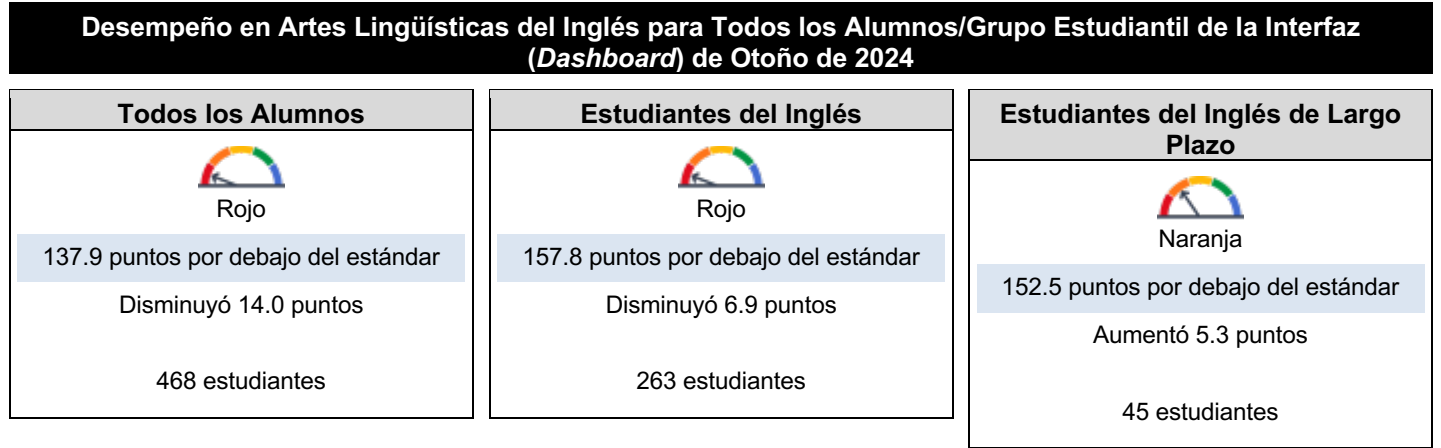 Desempeño en Artes Lingüísticas del Inglés para Todos los Alumnos/Grupo Estudiantil de la Interfaz
(Dashboard) de Otoño de 2024
Todos los Alumnos
Rojo
137.9 puntos por debajo del estándar
Disminuyó 14.0 puntos
468 estudiantes
Estudiantes del Inglés
Rojo
157.8 puntos por debajo del estándar
Disminuyó 6.9 puntos
263 estudiantes
Estudiantes del Inglés de Largo
Plazo
Naranja
152.5 puntos por debajo del estándar
Aumentó 5.3 puntos
45 estudiantes